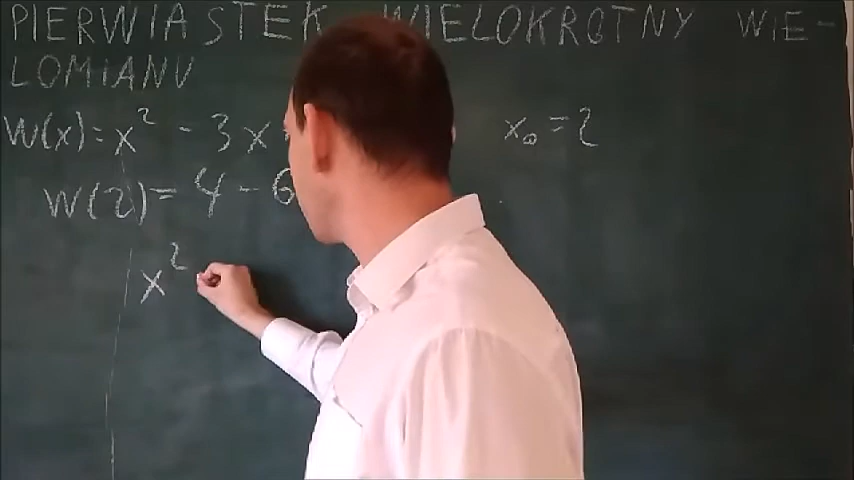 PIERWIASTEK WIELOKROTNY WIE-
LOMIANU
W(x)=x² - 3x x₀=2
W(2)=4-6
x²